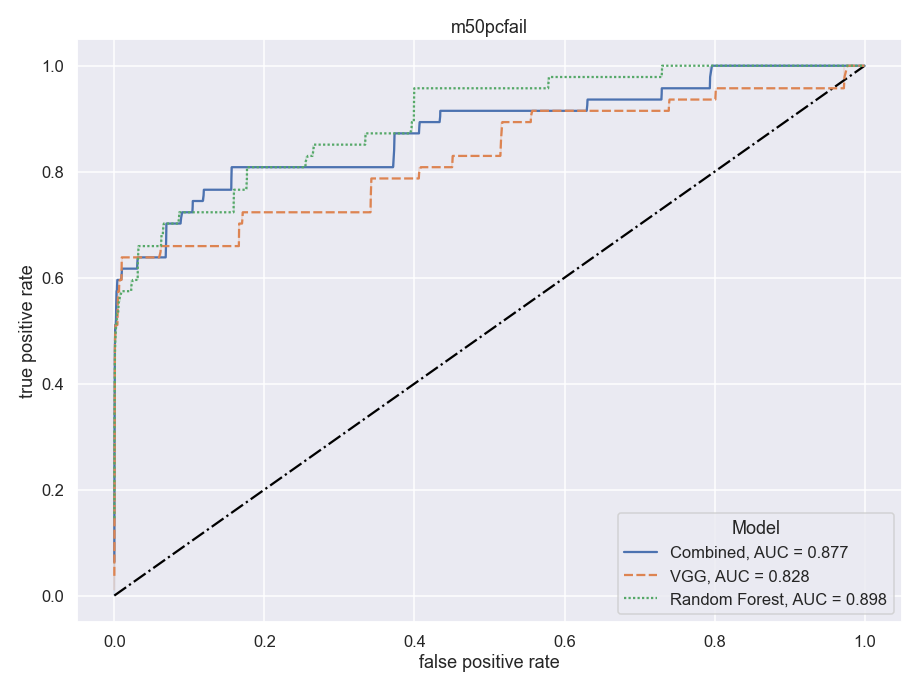 m50pcfail
1.0
0.8
0.6
0.4
0.2
0.0
true positive rate
0.0 0.2 0.4 0.6 0.8 1.0
false positive rate
Model
Combined, AUC = 0.877
VGG, AUC = 0.828
Random Forest, AUC = 0.898